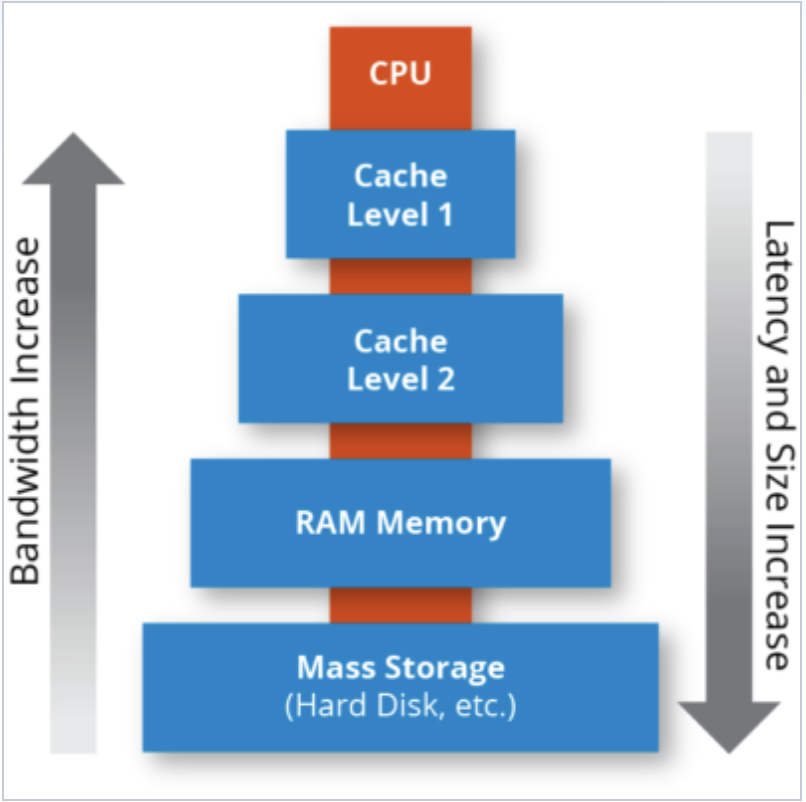 CPU
Cache
Level 1
Cache
Level 2
RAM Memory
Mass Storage
(Hard Disk, etc.)
Bandwidth Increase
Latency and Size Increase